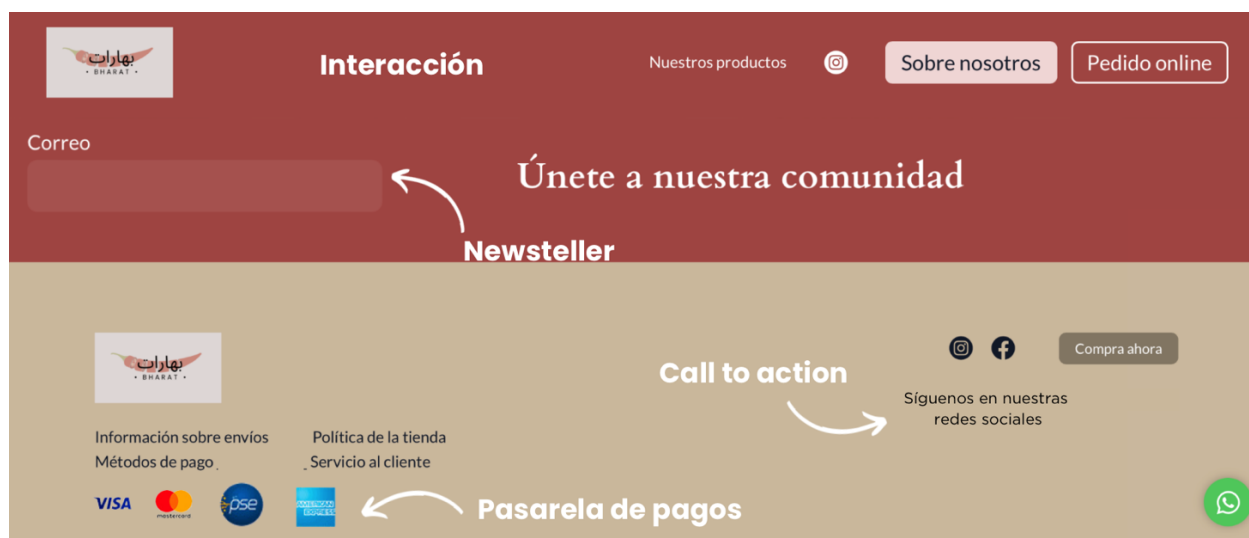 بهارات
• BHARAT •
Interacción
Nuestros productos
Sobre nosotros
Pedido online
Correo
Únete a nuestra comunidad
Newsteller
بهارات
• BHARAT •
Compra ahora
Call to action
Síguenos en nuestras
redes sociales
Información sobre envíos
Política de la tienda
Métodos de pago
Servicio al cliente
VISA
mastercard
pse
AMERICAN
EXPRESS
Pasarela de pagos